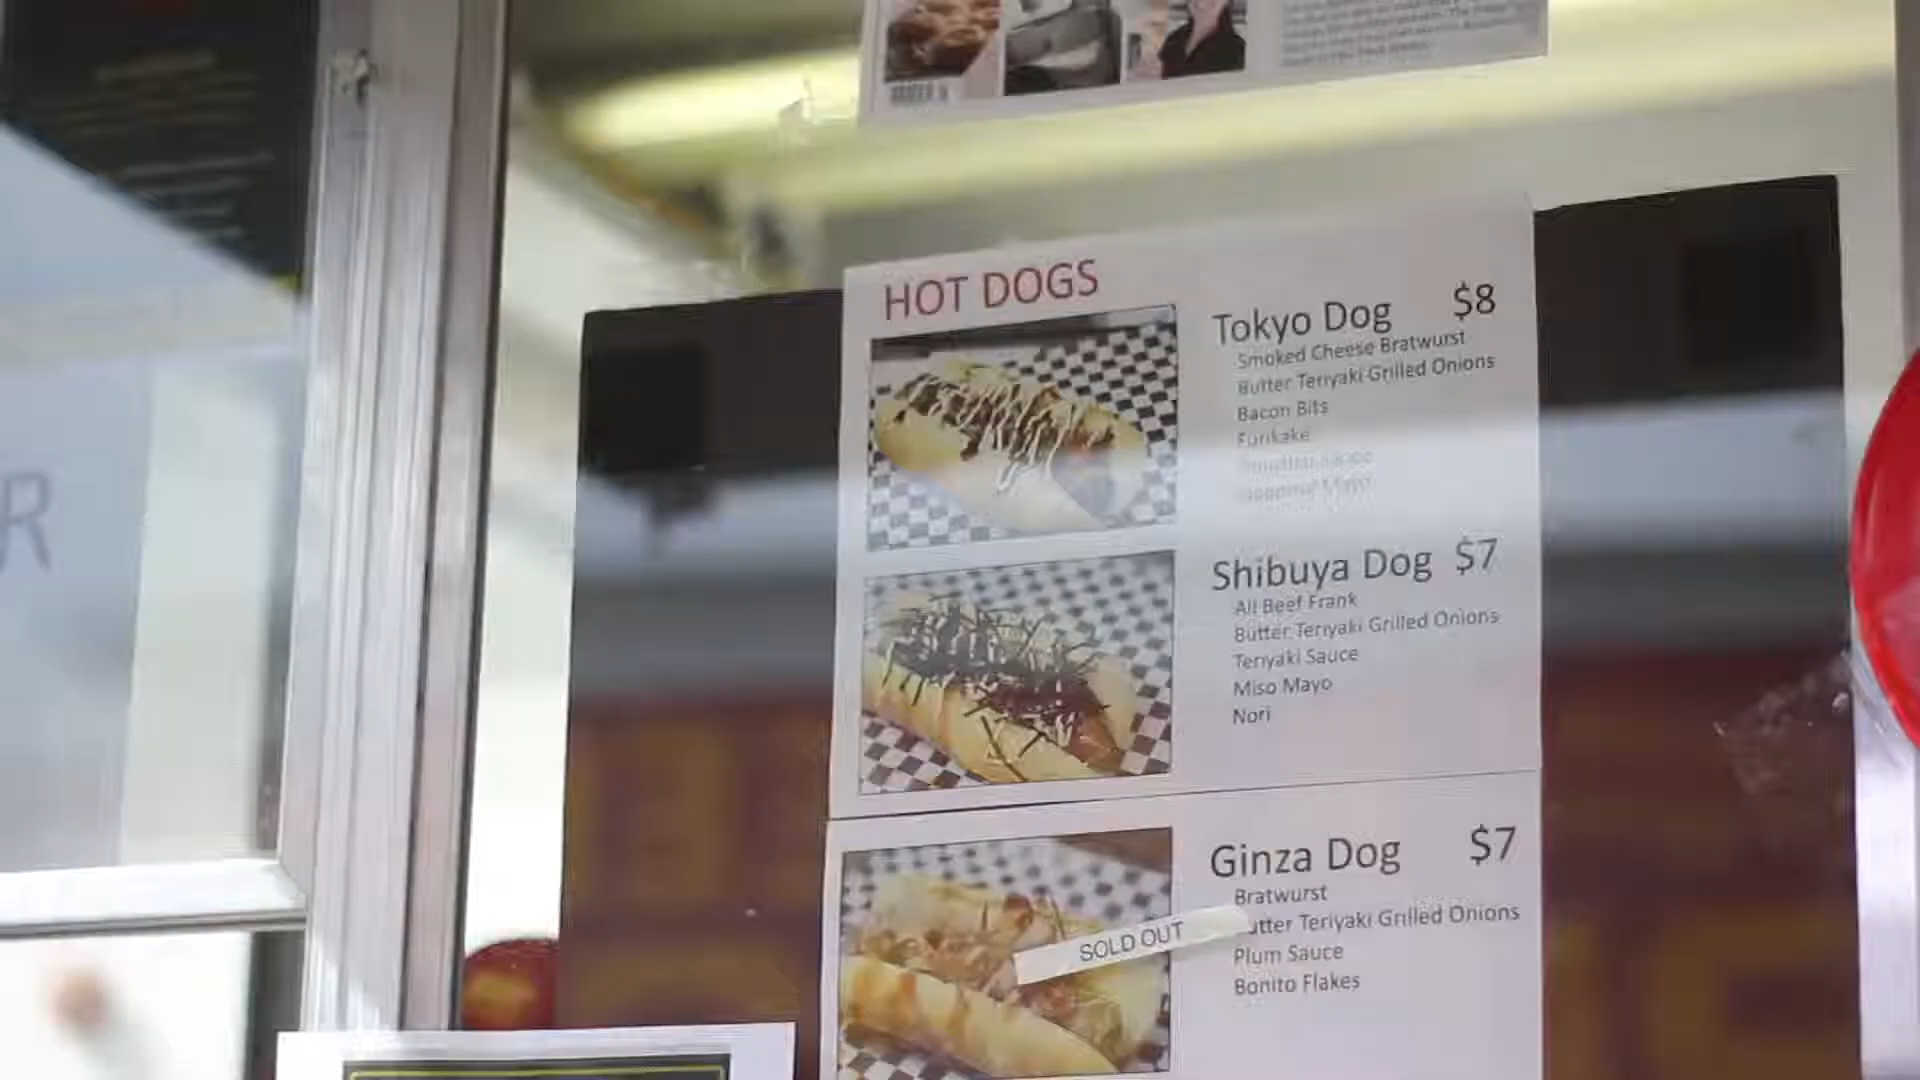 R
HOT DOGS
Tokyo Dog $8
Smoked Cheese Bratwurst
Butter Teriyaki Grilled Onions
Bacon Bits
Furikake
Mayo
Shibuya Dog $7
All Beef Frank
Butter Teriyaki Grilled Onions
Teriyaki Sauce
Miso Mayo
Nori
Ginza Dog $7
Bratwurst
utter Teriyaki Grilled Onions
SOLD OUT
Plum Sauce
Bonito Flakes